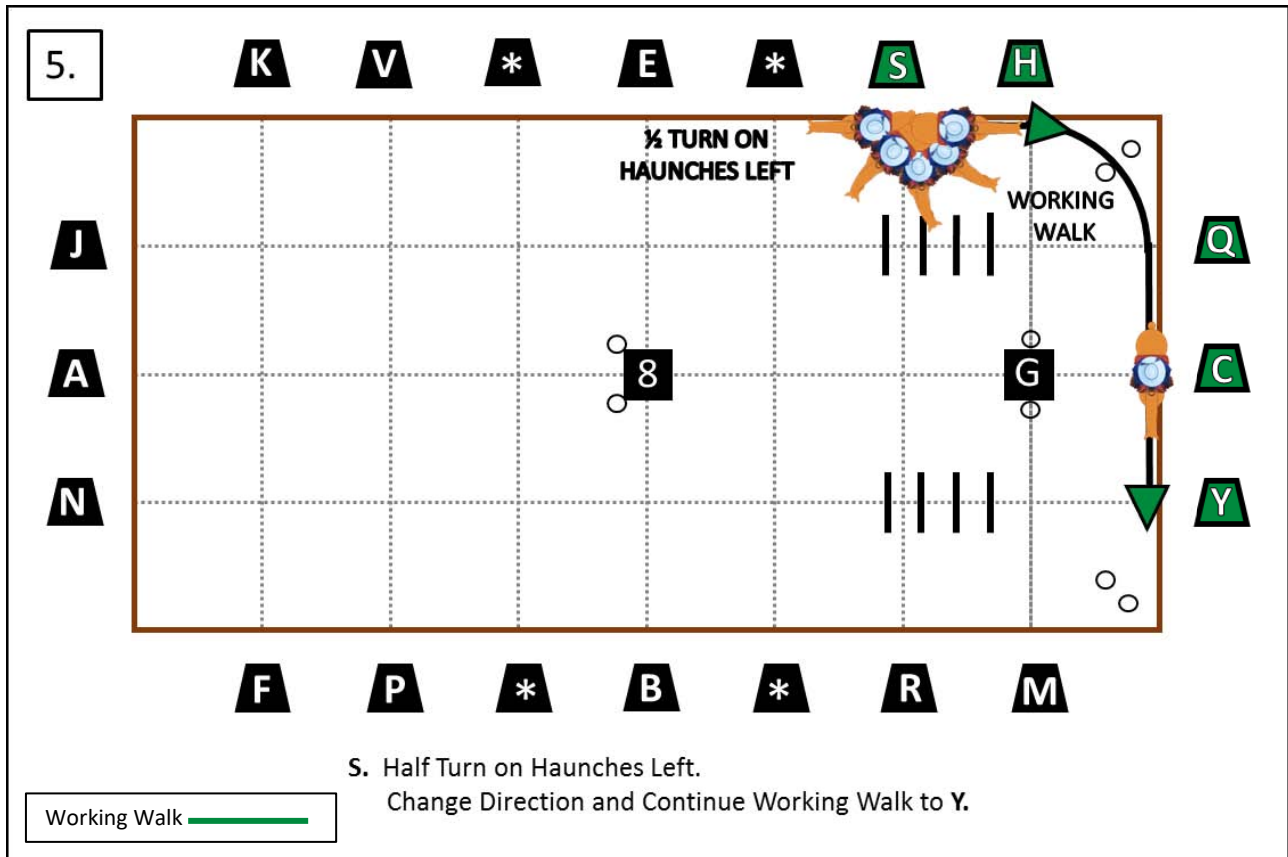 5.
K V * E * S H
½ TURN ON
HAUNCHES LEFT
WORKING
WALK
J Q
A 8 G C
N Y
F P * B * R M
S. Half Turn on Haunches Left.
Change Direction and Continue Working Walk to Y.
Working Walk